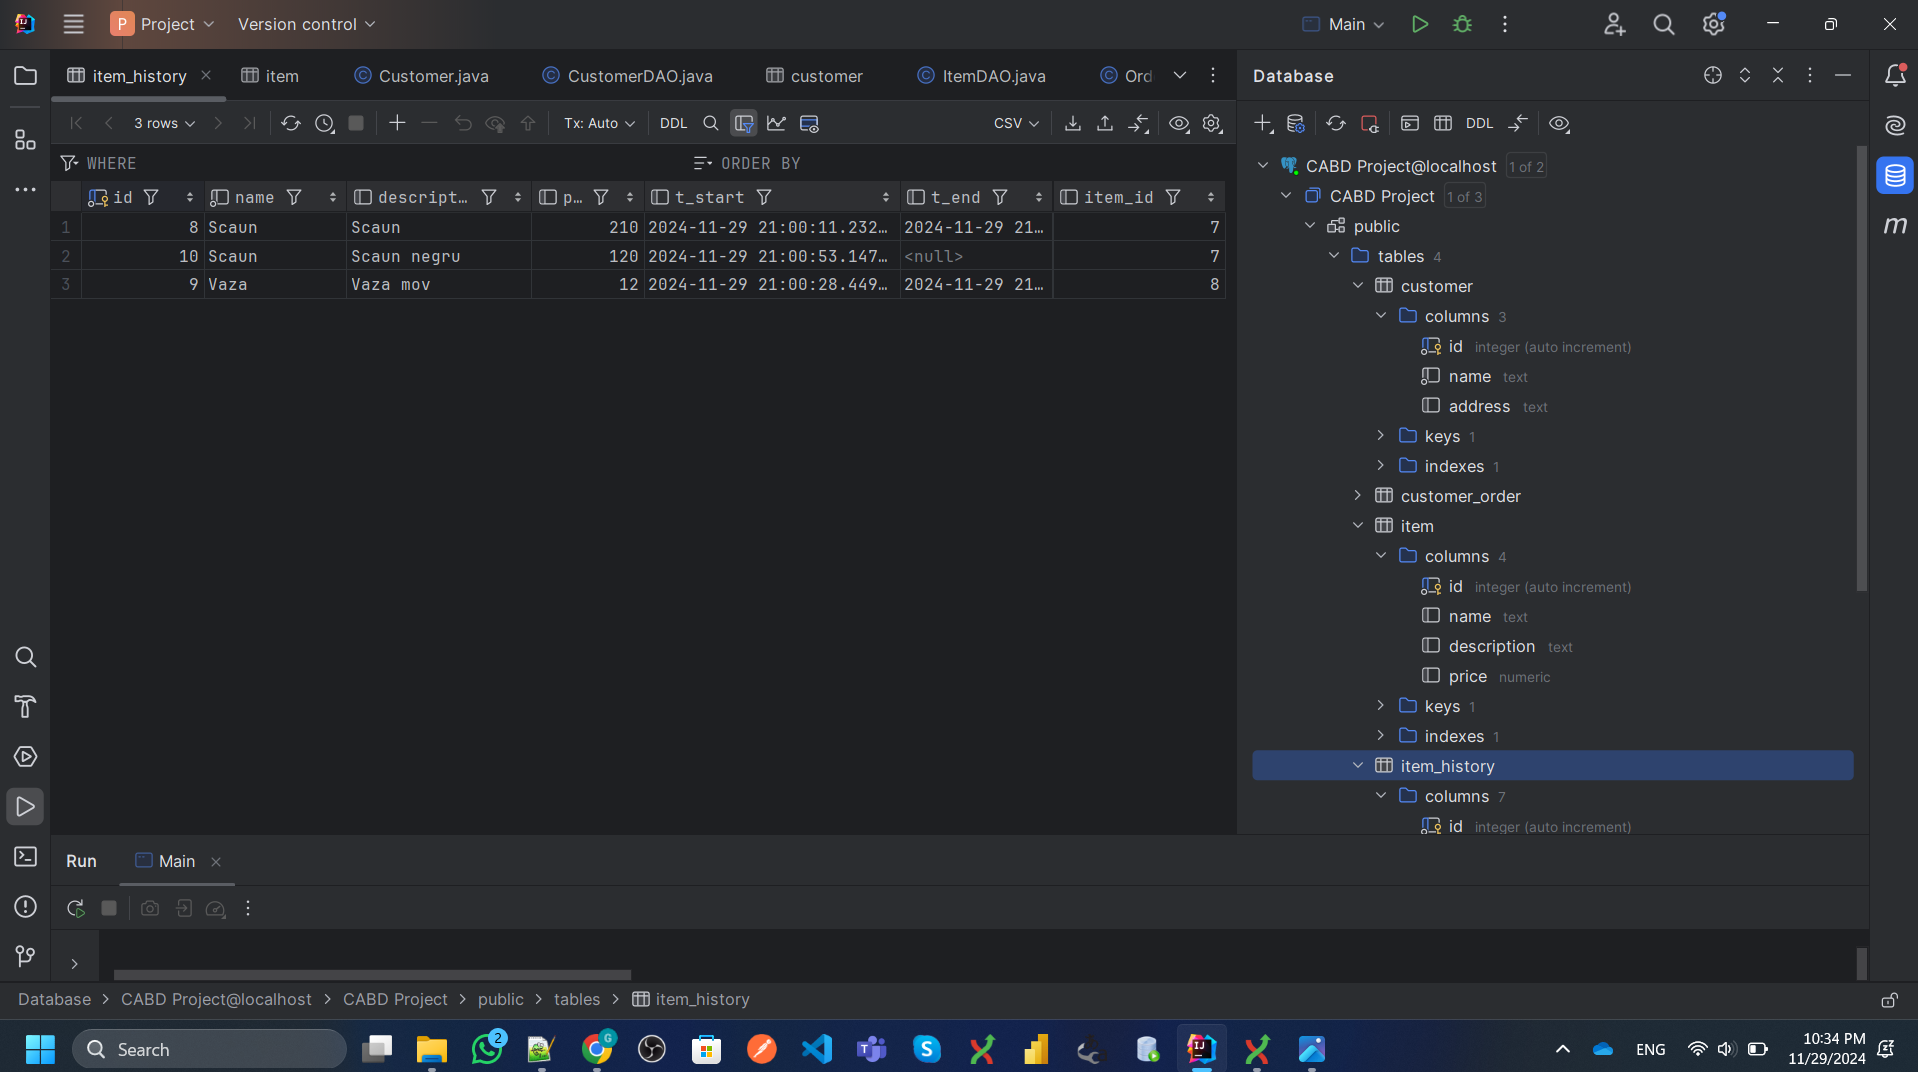 P Project Version control Main
item_history item Customer.java CustomerDAO.java customer ItemDAO.java Ord
3 rows Tx: Auto DDL CSV
WHERE ORDER BY
id name descript... p... t_start t_end item_id
1 8 Scaun Scaun 210 2024-11-29 21:00:11.232... 2024-11-29 21... 7
2 10 Scaun Scaun negru 120 2024-11-29 21:00:53.147... <null> 7
3 9 Vaza Vaza mov 12 2024-11-29 21:00:28.449... 2024-11-29 21... 8
Database
DDL
CABD Project@localhost 1 of 2
CABD Project 1 of 3
public
tables 4
customer
columns 3
id integer (auto increment)
name text
address text
keys 1
indexes 1
customer_order
item
columns 4
id integer (auto increment)
name text
description text
price numeric
keys 1
indexes 1
item_history
columns 7
id integer (auto increment)
m
Run Main
Database > CABD Project@localhost > CABD Project > public > tables > item_history
Search
2
G
S
IJ
ENG
10:34 PM
11/29/2024